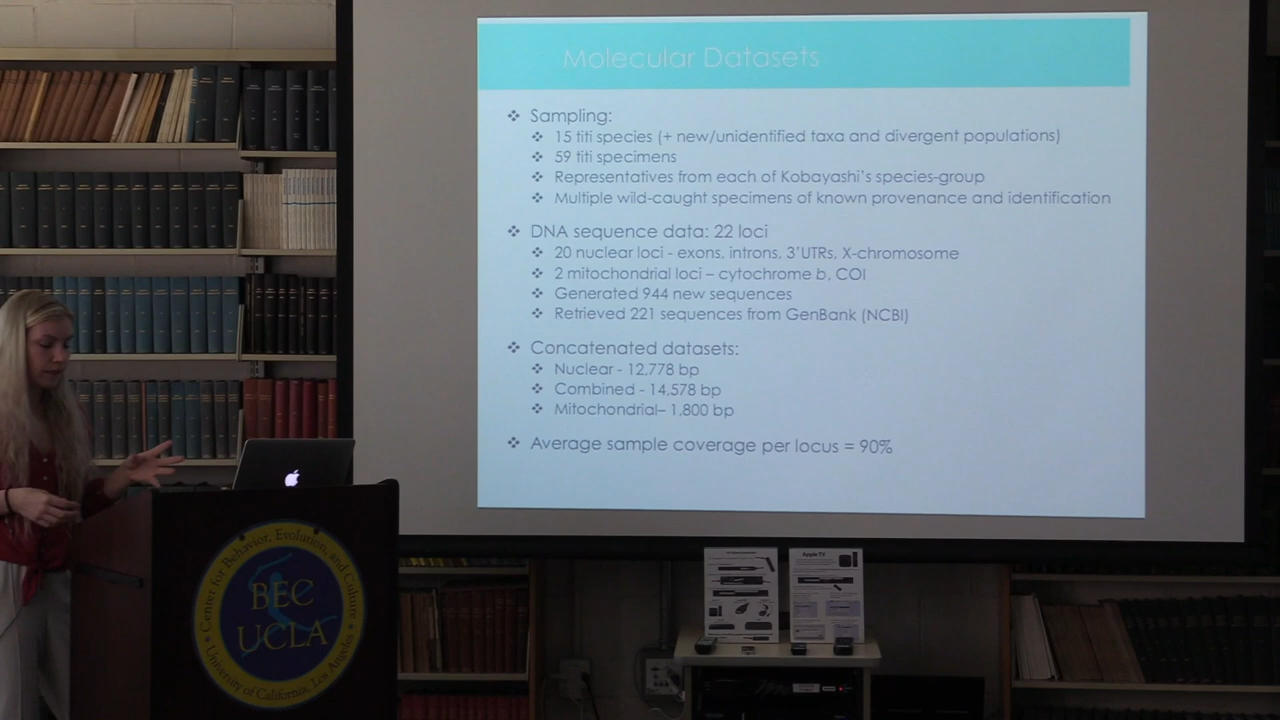 Molecular Datasets
❖ Sampling:
❖ 15 titi species (+ new/unidentified taxa and divergent populations)
❖ 59 titi specimens
❖ Representatives from each of Kobayashi's species-group
❖ Multiple wild-caught specimens of known provenance and identification
❖ DNA sequence data: 22 loci
❖ 20 nuclear loci - exons, introns, 3'UTRs, X-chromosome
❖ 2 mitochondrial loci – cytochrome b, COI
❖ Generated 944 new sequences
❖ Retrieved 221 sequences from GenBank (NCBI)
❖ Concatenated datasets:
❖ Nuclear - 12,778 bp
❖ Combined - 14,578 bp
❖ Mitochondrial– 1,800 bp
❖ Average sample coverage per locus = 90%
Center for Behavior, Evolution, and Culture
BEC
UCLA
University of California, Los Angeles
Apple TV